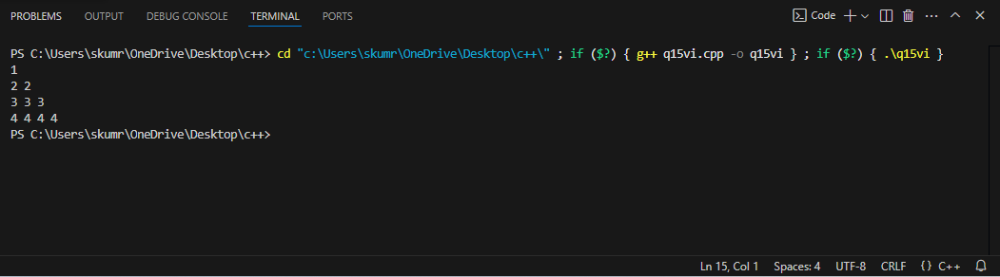 PROBLEMS OUTPUT DEBUG CONSOLE TERMINAL PORTS Code
PS C:\Users\skumr\OneDrive\Desktop\c++> cd "c:\Users\skumr\OneDrive\Desktop\c++\" ; if ($?) { g++ q15vi.cpp -o q15vi } ; if ($?) { .\q15vi }
1
2 2
3 3 3
4 4 4 4
PS C:\Users\skumr\OneDrive\Desktop\c++>
Ln 15, Col 1 Spaces: 4 UTF-8 CRLF {} C++